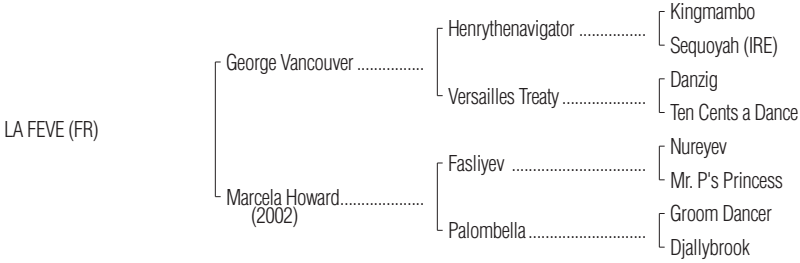 Kingmambo
Henrythenavigator ................
Sequoyah (IRE)
George Vancouver ................
Danzig
Versailles Treaty ....................
Ten Cents a Dance
LA FEVE (FR)
Nureyev
Fasliyev ................................
Mr. P's Princess
Marcela Howard....................
(2002)
Groom Dancer
Palombella............................
Djallybrook